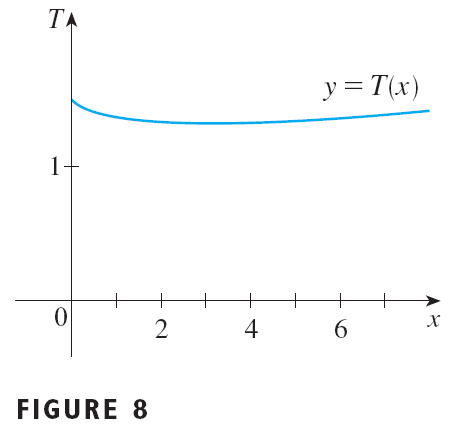 T
y = T(x)
1
0 2 4 6 x
FIGURE 8